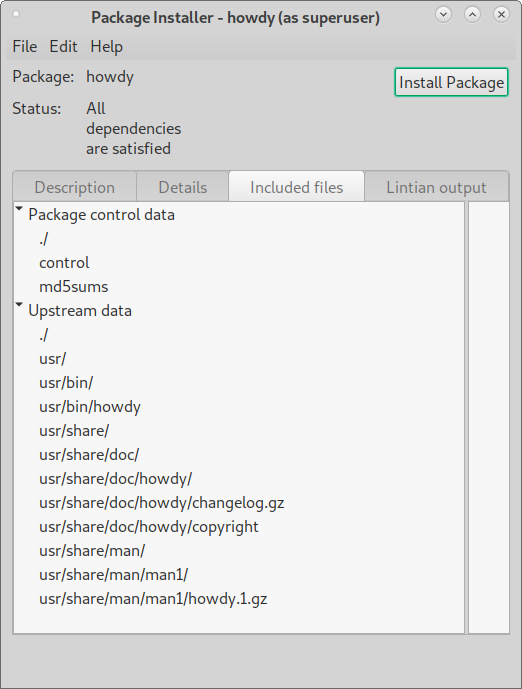 Package Installer - howdy (as superuser)
File Edit Help
Package: howdy
Install Package
Status: All
dependencies
are satisfied
Description Details Included files Lintian output
Package control data
./
control
md5sums
Upstream data
./
usr/
usr/bin/
usr/bin/howdy
usr/share/
usr/share/doc/
usr/share/doc/howdy/
usr/share/doc/howdy/changelog.gz
usr/share/doc/howdy/copyright
usr/share/man/
usr/share/man/man1/
usr/share/man/man1/howdy.1.gz